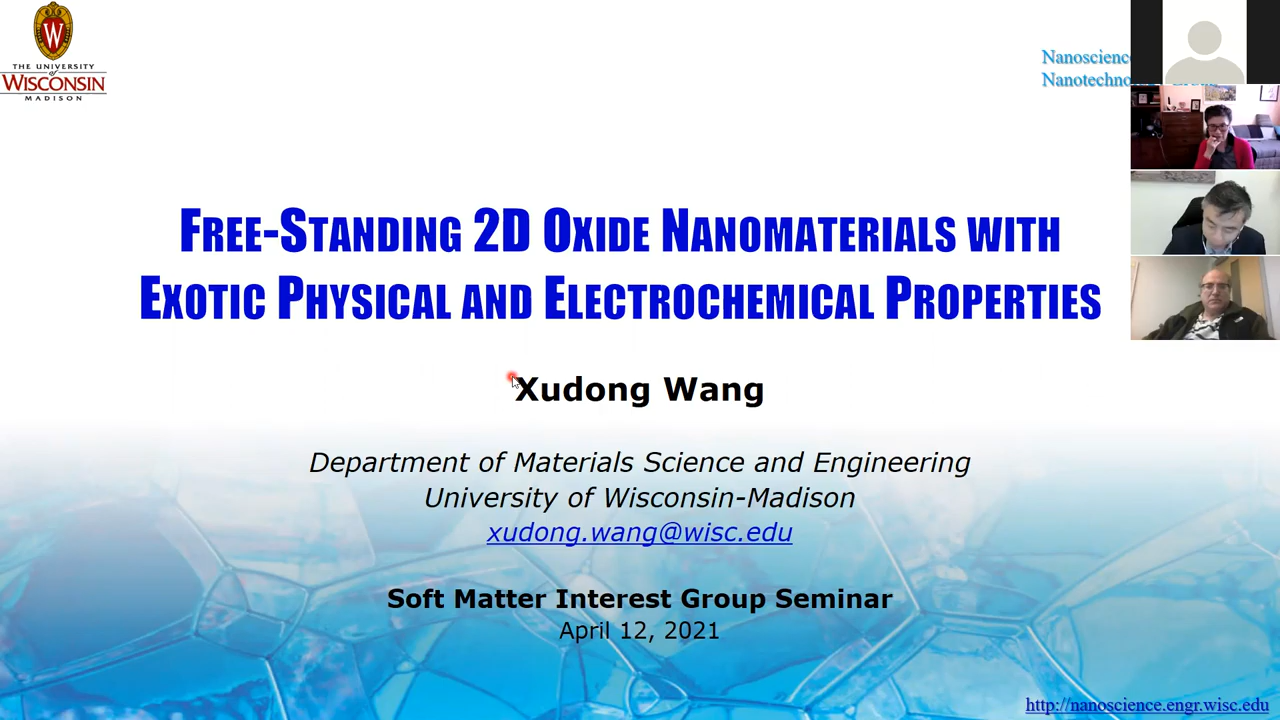 THE UNIVERSITY
of
WISCONSIN
MADISON
Nanoscience
FREE-STANDING 2D OXIDE NANOMATERIALS WITH
EXOTIC PHYSICAL AND ELECTROCHEMICAL PROPERTIES
Xudong Wang
Department of Materials Science and Engineering
University of Wisconsin-Madison
xudong.wang@wisc.edu
Soft Matter Interest Group Seminar
April 12, 2021
http://nanoscience.engr.wisc.edu